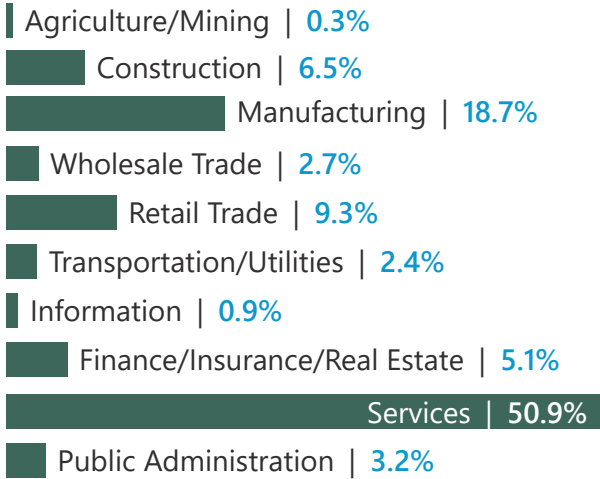 Agriculture/Mining | 0.3%
Construction | 6.5%
Manufacturing | 18.7%
Wholesale Trade | 2.7%
Retail Trade | 9.3%
Transportation/Utilities | 2.4%
Information | 0.9%
Finance/Insurance/Real Estate | 5.1%
Services | 50.9%
Public Administration | 3.2%